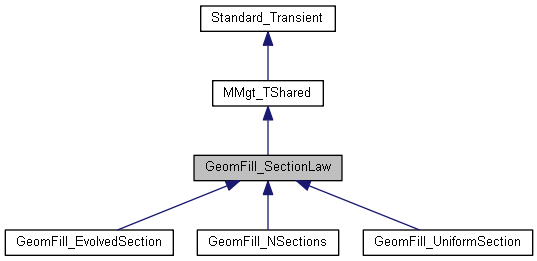 Standard_Transient
MMgt_TShared
GeomFill_SectionLaw
GeomFill_EvolvedSection
GeomFill_NSections
GeomFill_UniformSection